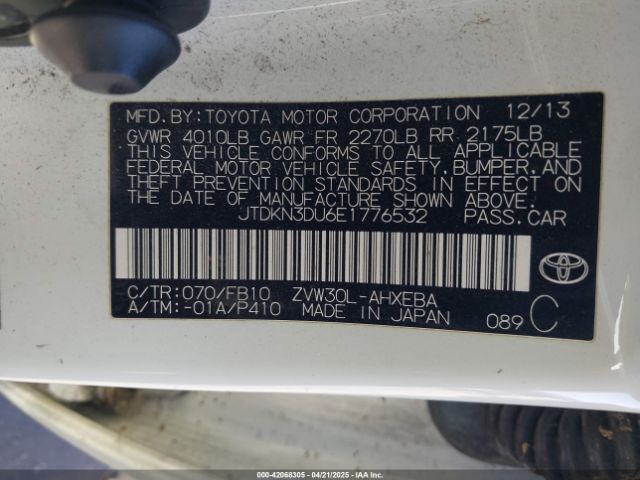 MFD.BY:TOYOTA MOTOR CORPORATION 12/13
GVWR 4010LB GAWR FR 2270LB RR 2175LB
THIS VEHICLE CONFORMS TO ALL APPLICABLE
FEDERAL MOTOR VEHICLE SAFETY,BUMPER,AND
THEFT PREVENTION STANDARDS IN EFFECT ON
THE DATE OF MANUFACTURE SHOWN ABOVE.
JTDKN3DU6E1776532 PASS.CAR
C/TR:070/FB10 ZVW30L-AHXEBA
A/TM:-01A/P410 MADE IN JAPAN 089 C
000-42068305 - 04/21/2025 - IAAI.COM